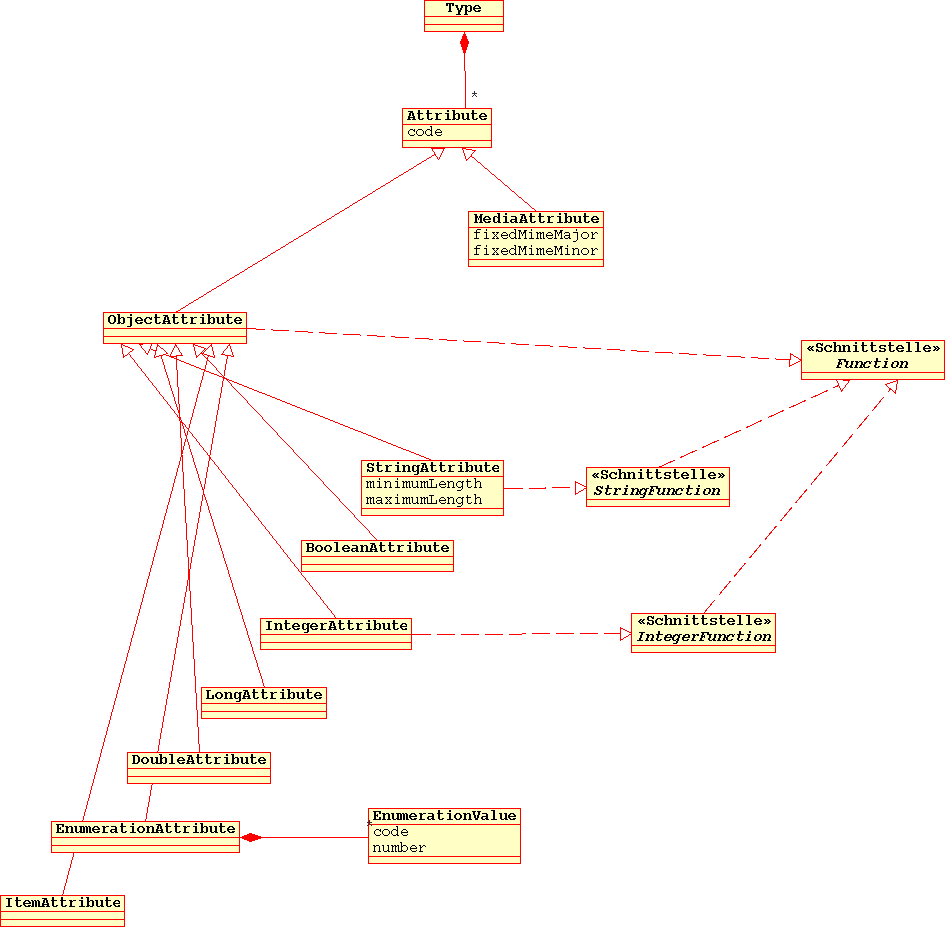 Type
*
Attribute
code
MediaAttribute
fixedMimeMajor
fixedMimeMinor
ObjectAttribute
«Schnittstelle»
Function
StringAttribute
minimumLength
maximumLength
«Schnittstelle»
StringFunction
BooleanAttribute
IntegerAttribute
«Schnittstelle»
IntegerFunction
LongAttribute
DoubleAttribute
EnumerationAttribute
*
EnumerationValue
code
number
ItemAttribute